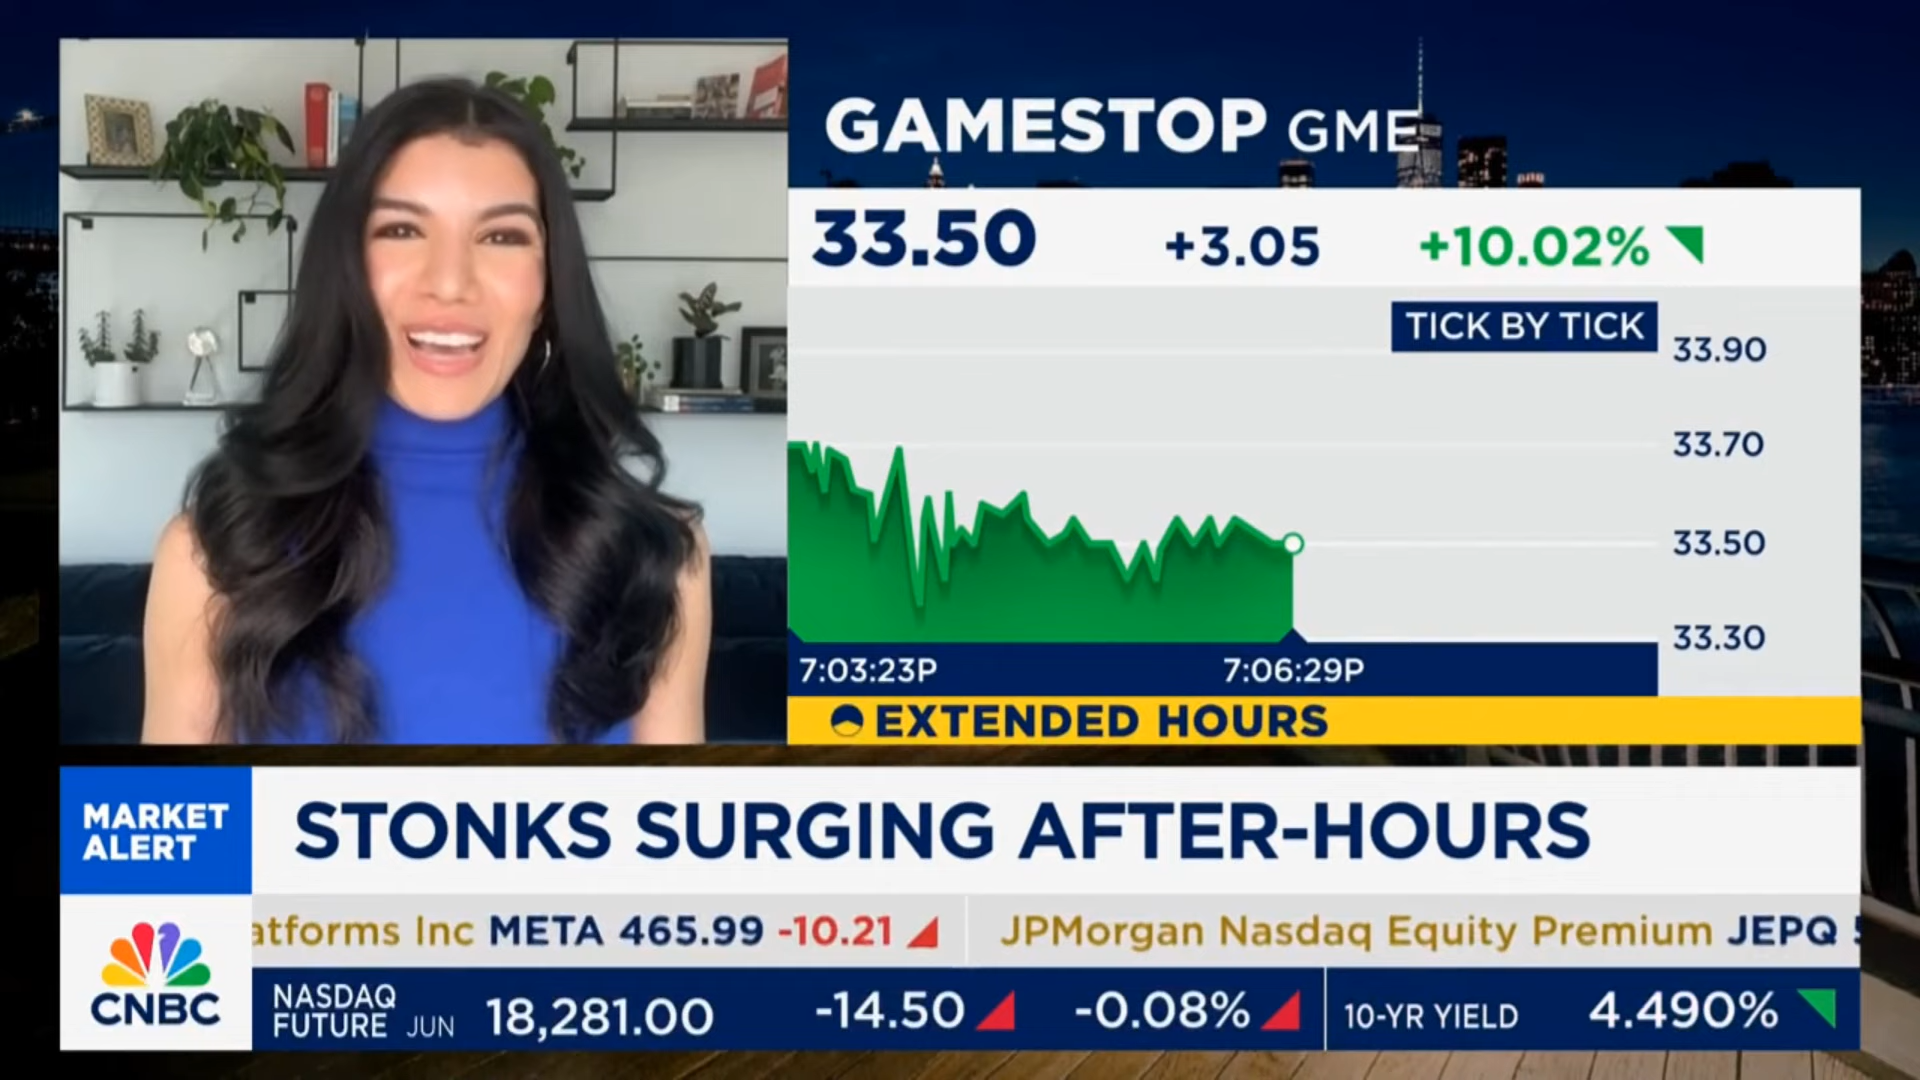 GAMESTOP GME
33.50 +3.05 +10.02%
TICK BY TICK
33.90
33.70
33.50
33.30
7:03:23P 7:06:29P
EXTENDED HOURS
MARKET
ALERT
STONKS SURGING AFTER-HOURS
atforms Inc META 465.99 -10.21 JPMorgan Nasdaq Equity Premium JEPQ
CNBC
NASDAQ
FUTURE JUN 18,281.00 -14.50 -0.08% 10-YR YIELD 4.490%